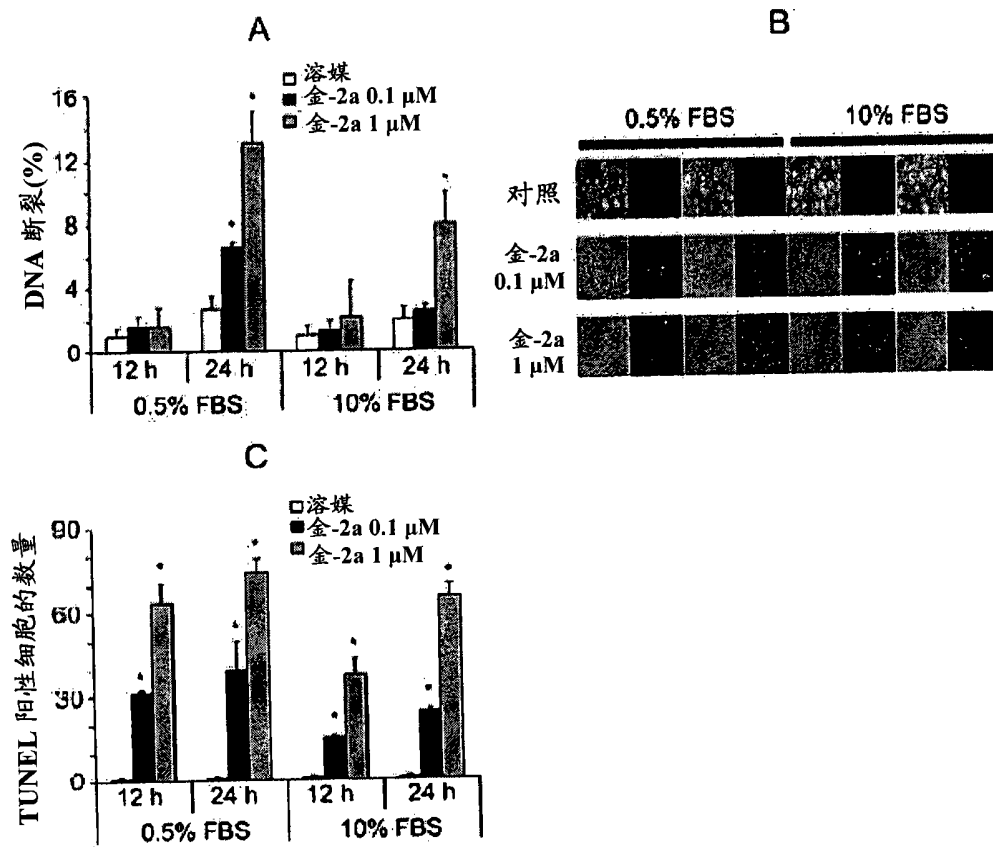 A
溶媒
金-2a 0.1 μM
金-2a 1 μM
DNA 断裂(%)
16
12
8
4
0
12 h
24 h
12 h
24 h
0.5% FBS
10% FBS
B
0.5% FBS
10% FBS
对照
金-2a
0.1 μM
金-2a
1 μM
C
溶媒
金-2a 0.1 μM
金-2a 1 μM
TUNEL 阳性细胞的数量
90
60
30
0
12 h
24 h
12 h
24 h
0.5% FBS
10% FBS